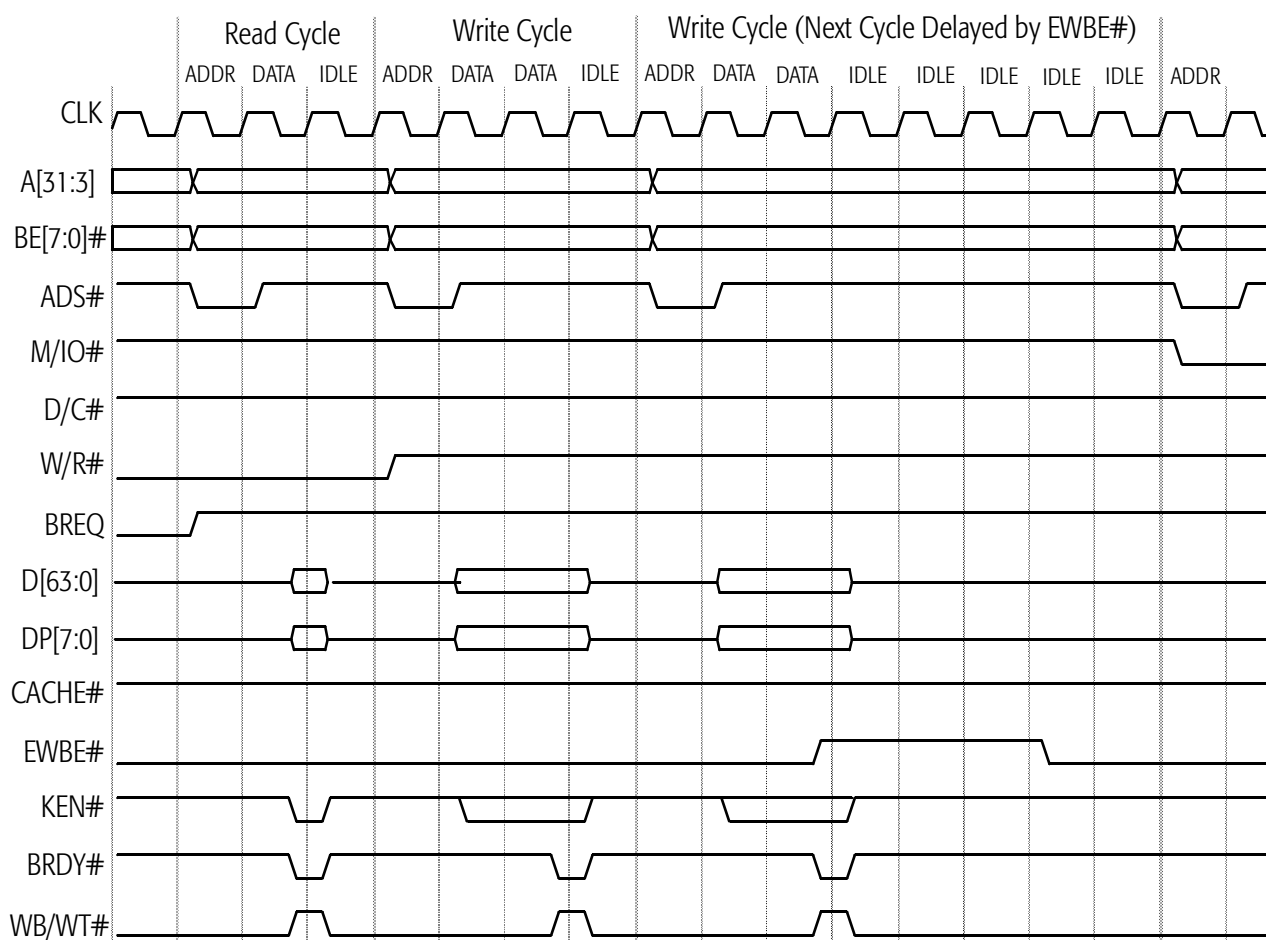 Read Cycle Write Cycle Write Cycle (Next Cycle Delayed by EWBE#)
ADDR DATA IDLE ADDR DATA DATA IDLE ADDR DATA DATA IDLE IDLE IDLE IDLE IDLE ADDR
CLK
A[31:3]
BE[7:0]#
ADS#
M/IO#
D/C#
W/R#
BREQ
D[63:0]
DP[7:0]
CACHE#
EWBE#
KEN#
BRDY#
WB/WT#